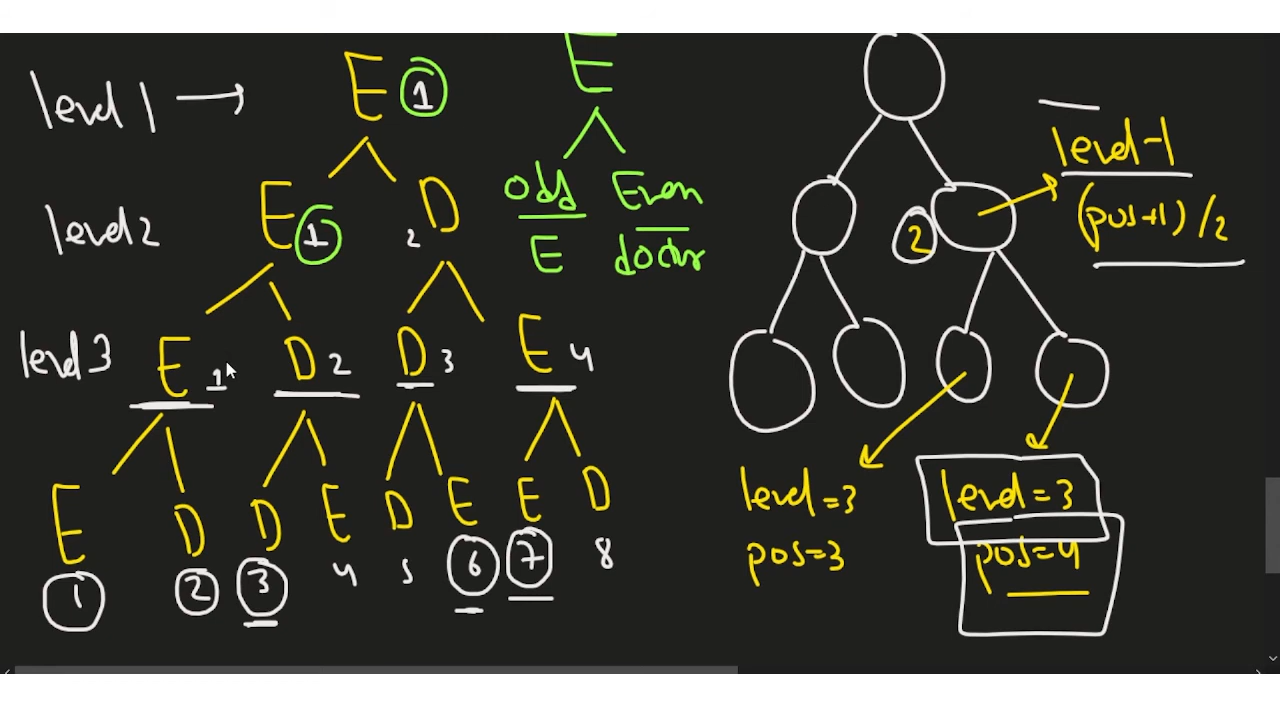 level 1 → E 1
level 2 E 1 2 D
level 3 E 1 D 2 D 3 E 4
E D D E D E E D
1 2 3 4 5 6 7 8
E
odd Even
E doctor
2
level-1
(pos+1)/2
level=3
pos=3
level=3
pos=4